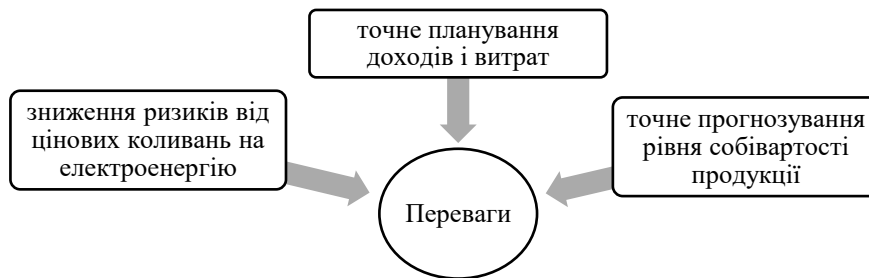 точне планування
доходів і витрат
зниження ризиків від
цінових коливань на
електроенергію
точне прогнозування
рівня собівартості
продукції
Переваги